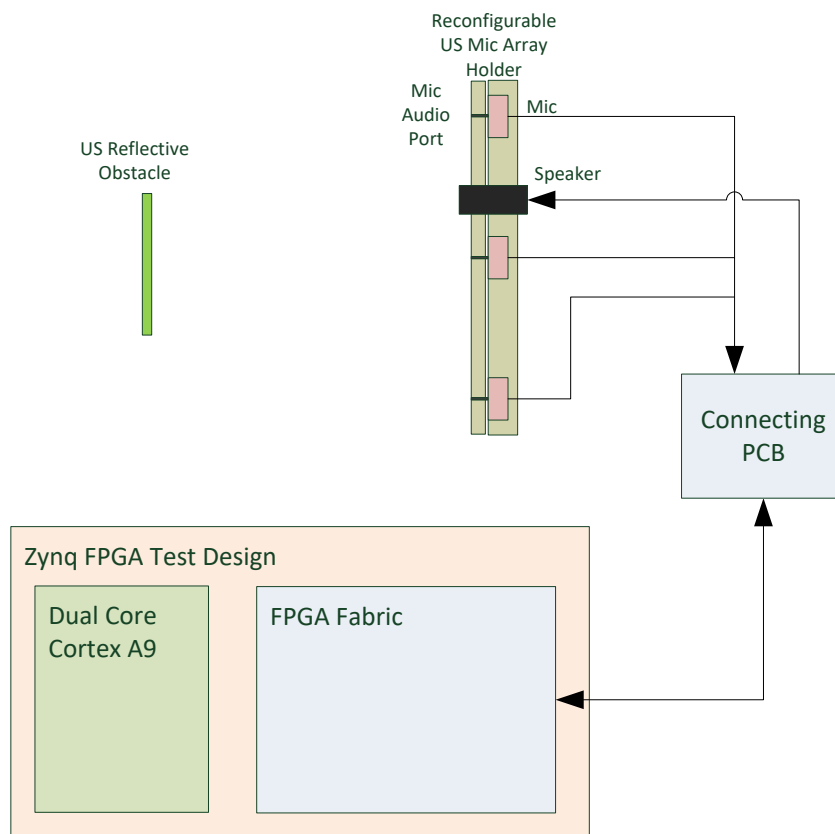 Reconfigurable
US Mic Array
Holder
Mic
Audio
Port
Mic
US Reflective
Obstacle
Speaker
Connecting
PCB
Zynq FPGA Test Design
Dual Core
Cortex A9
FPGA Fabric